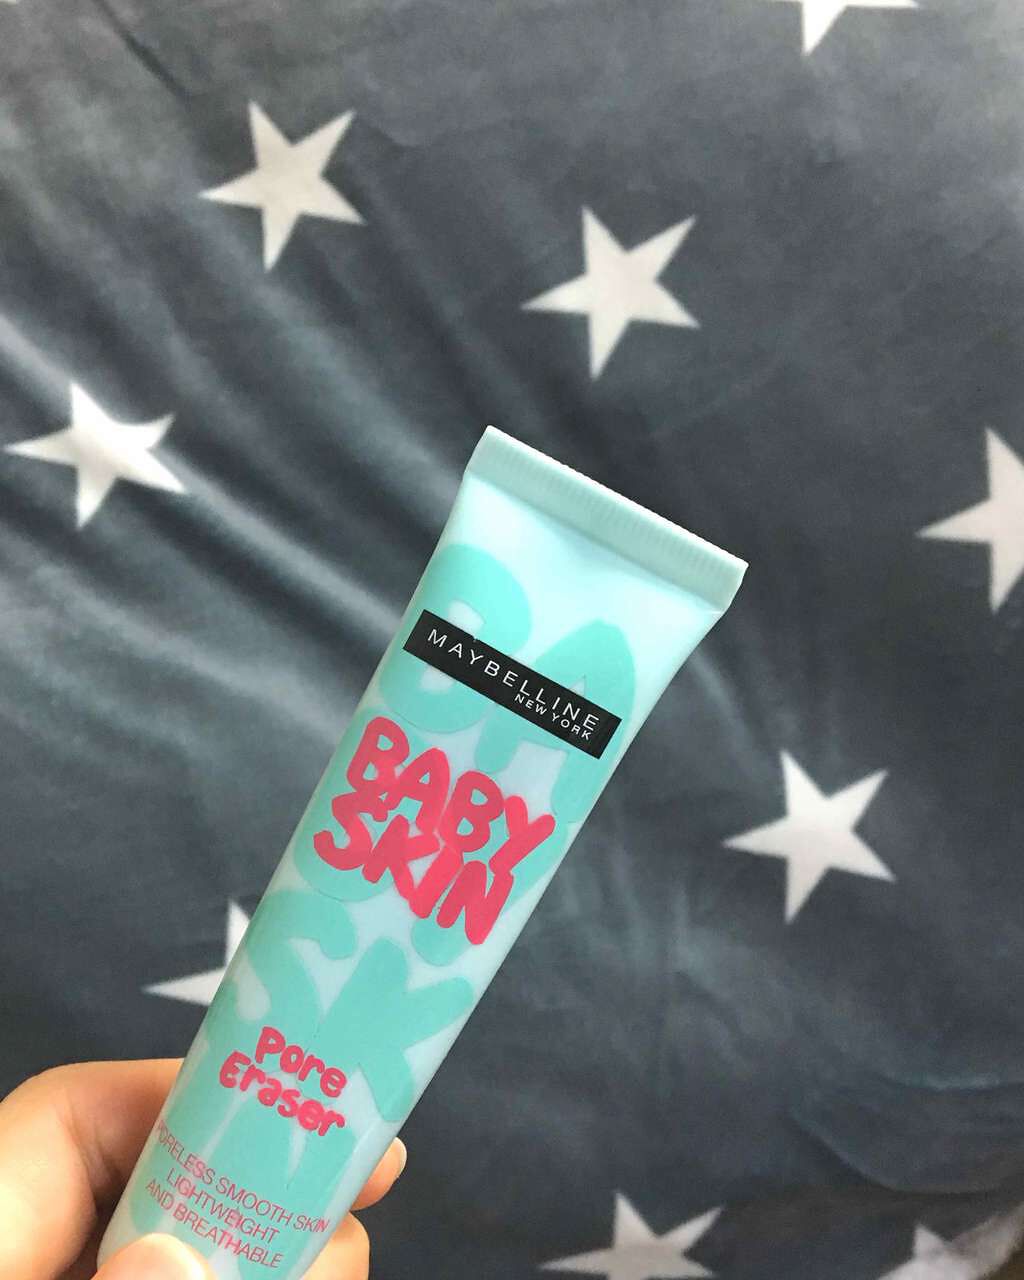 MAYBELLINE
NEW YORK
BABY
SKIN
Pore
Eraser
PORELESS SMOOTH SKIN
LIGHTWEIGHT
AND BREATHABLE